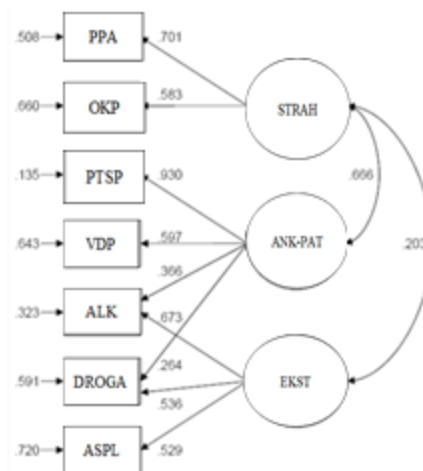 .508 PPA .701
.660 OKP .583 STRAH
.135 PTSP .930 .666
.643 VDP .597 ANK-PAT .203
.366
.323 ALK .673
.264
.591 DROGA .536 EKST
.720 ASPL .529